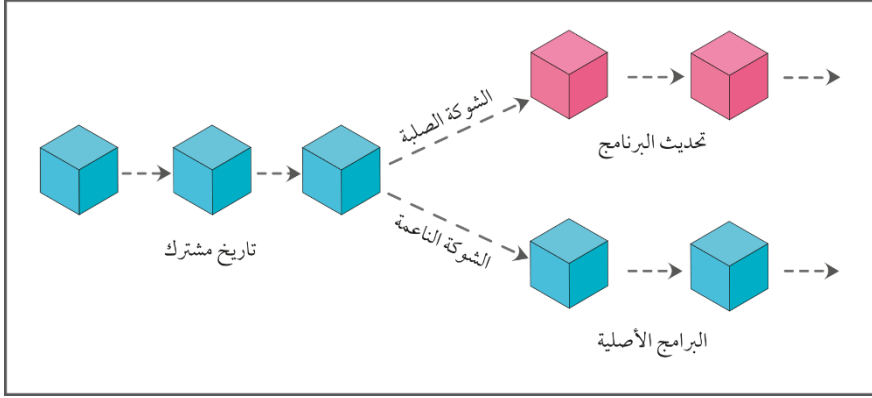 الشوكة الصلبة
تحديث البرنامج
تاريخ مشترك
الشوكة الناعمة
البرامج الأصلية